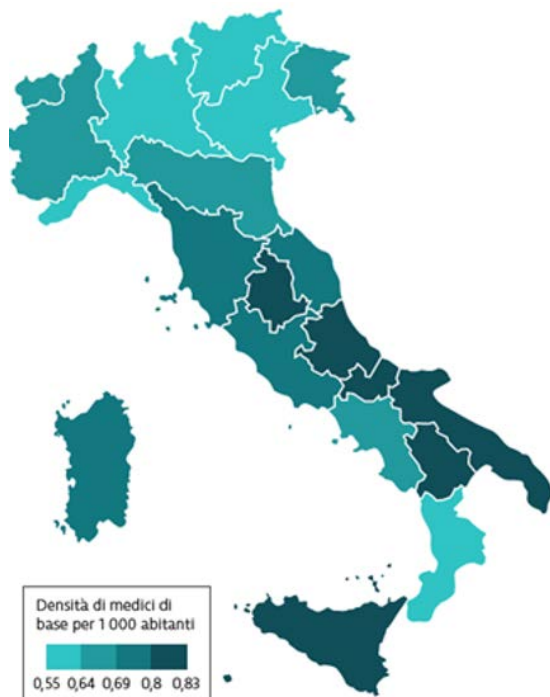 Densità di medici di
base per 1 000 abitanti
0,55 0,64 0,69 0,8 0,83